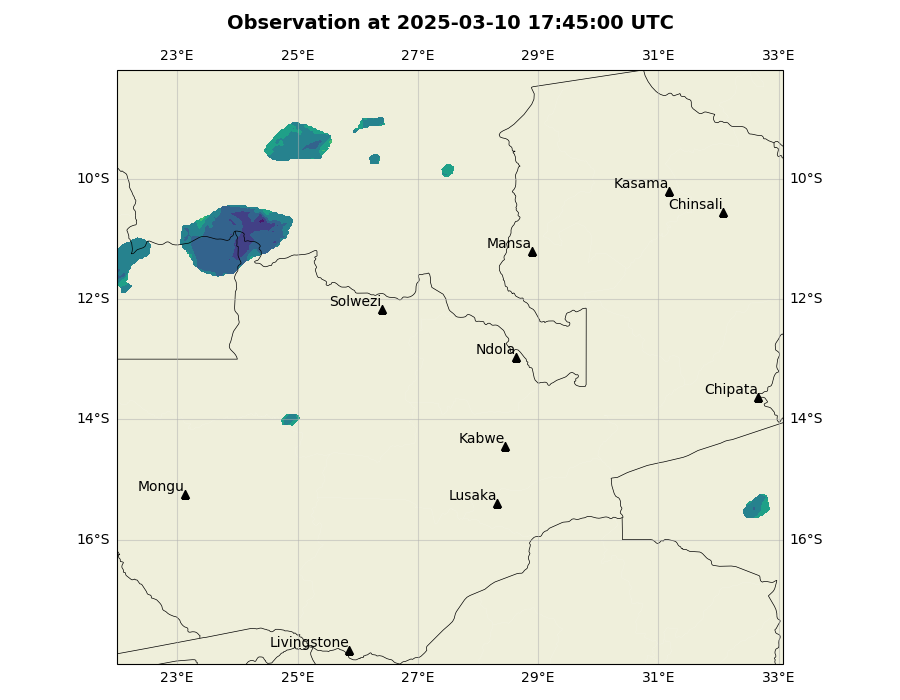 Observation at 2025-03-10 17:45:00 UTC
23°E 25°E 27°E 29°E 31°E 33°E
10°S 10°S
Kasama
Chinsali
Mansa
12°S 12°S
Solwezi
Ndola
Chipata
14°S 14°S
Kabwe
Mongu
Lusaka
16°S 16°S
Livingstone
23°E 25°E 27°E 29°E 31°E 33°E